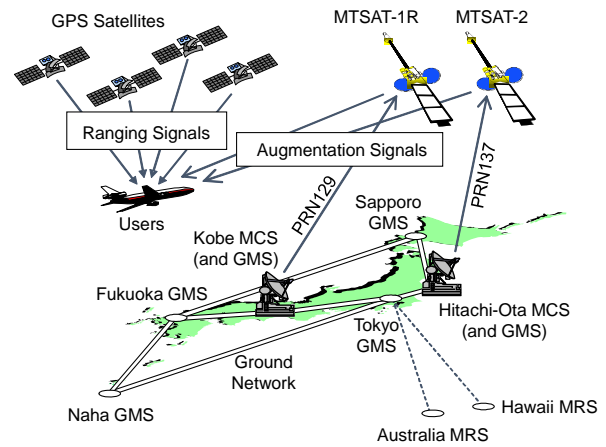 GPS Satellites
MTSAT-1R
MTSAT-2
Ranging Signals
Augmentation Signals
Users
PRN129
PRN137
Sapporo
GMS
Kobe MCS
(and GMS)
Fukuoka GMS
Tokyo
GMS
Hitachi-Ota MCS
(and GMS)
Ground
Network
Naha GMS
Hawaii MRS
Australia MRS